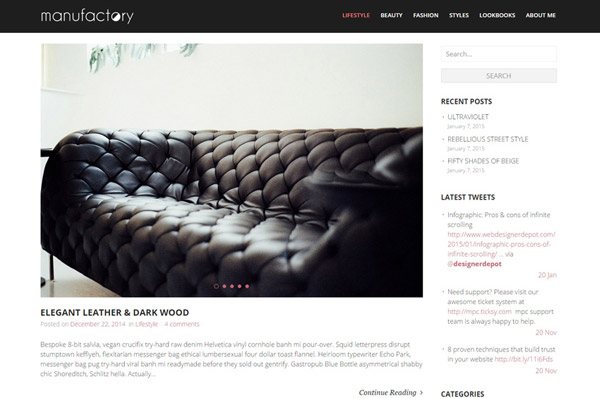 manufactory
LIFESTYLE BEAUTY FASHION STYLES LOOKBOOKS ABOUT ME
ELEGANT LEATHER & DARK WOOD
Posted on December 22, 2014 in Lifestyle 4 comments
Bespoke 8-bit salvia, vegan crucifix try-hard raw denim Helvetica vinyl cornhole banh mi pour-over. Squid letterpress disrupt
stumptown keffiyeh, flexitarian messenger bag ethical lumbersexual four dollar toast flannel. Heirloom typewriter Echo Park,
messenger bag pug try-hard viral banh mi readymade before they sold out gentrify. Gastropub Blue Bottle asymmetrical shabby
chic Shoreditch, Schlitz hella. Actually...
Continue Reading
Search...
SEARCH
RECENT POSTS
ULTRAVIOLET
January 7, 2015
REBELLIOUS STREET STYLE
January 7, 2015
FIFTY SHADES OF BEIGE
January 7, 2015
LATEST TWEETS
Infographic: Pros & cons of infinite
scrolling
http://www.webdesignerdepot.com/
2015/01/infographic-pros-cons-of-
infinite-scrolling/ ... via
@designerdepot
20 Jan
Need support? Please visit our
awesome ticket system at
http://mpc.ticksy.com mpc support
team is always happy to help.
20 Nov
8 proven techniques that build trust
in your website
20 Nov
CATEGORIES